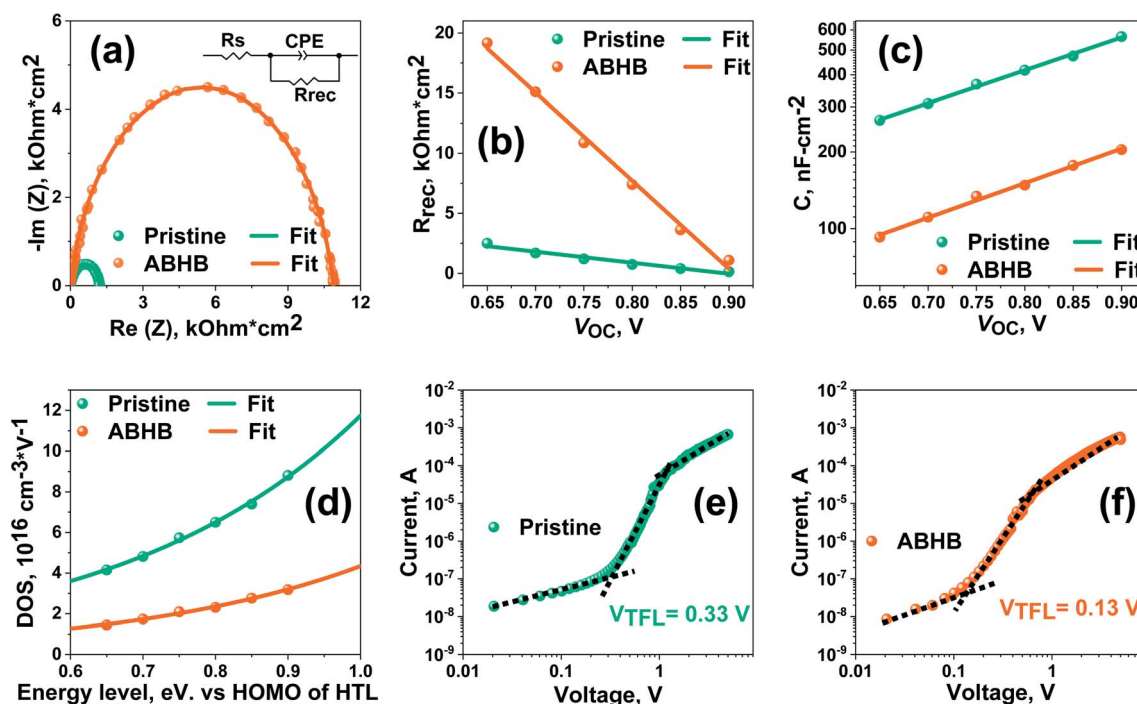 (a)
Rs
CPE
Rrec
-Im (Z), kOhm*cm2
6
4
2
0
Pristine Fit
ABHB Fit
0 3 6 9 12
Re (Z), kOhm*cm2
(b)
Rrec, kOhm*cm2
25
20
15
10
5
0
Pristine Fit
ABHB Fit
0.65 0.70 0.75 0.80 0.85 0.90
VOC, V
(c)
C, nF-cm-2
600
500
400
300
200
100
Pristine Fit
ABHB Fit
0.65 0.70 0.75 0.80 0.85 0.90
VOC, V
(d)
DOS, 1016 cm-3*V-1
12
10
8
6
4
2
0
Pristine Fit
ABHB Fit
0.6 0.7 0.8 0.9 1.0
Energy level, eV. vs HOMO of HTL
(e)
Current, A
10-2
10-3
10-4
10-5
10-6
10-7
10-8
10-9
Pristine
VTFL= 0.33 V
0.01 0.1 1
Voltage, V
(f)
Current, A
10-2
10-3
10-4
10-5
10-6
10-7
10-8
10-9
ABHB
VTFL= 0.13 V
0.01 0.1 1
Voltage, V